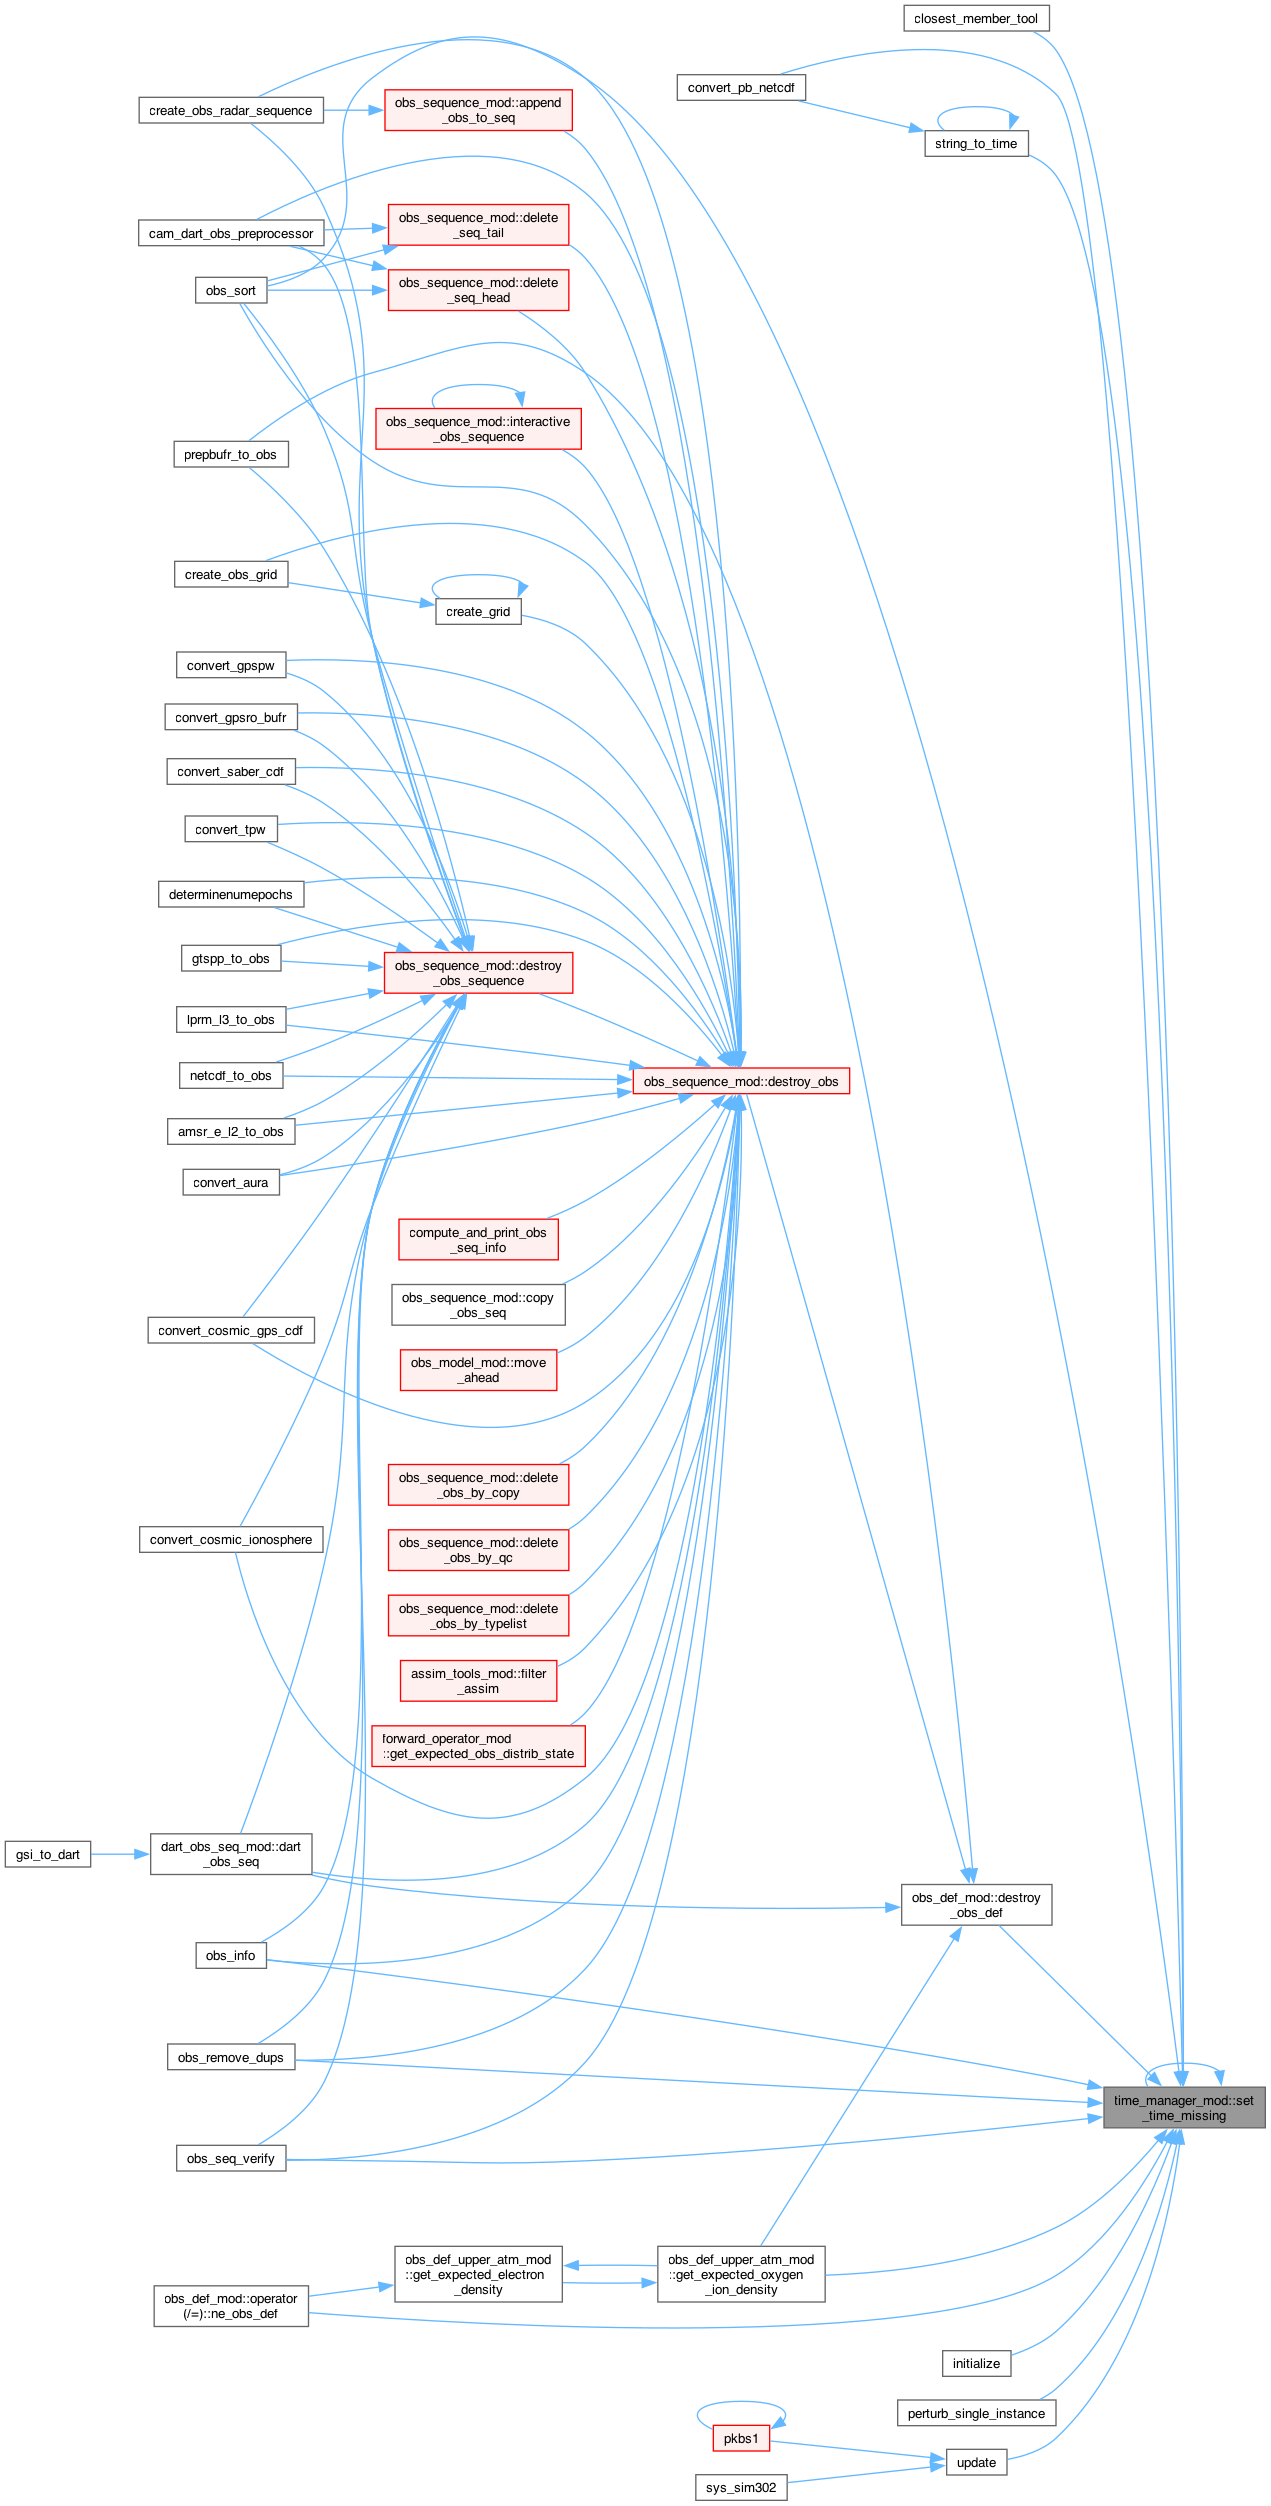 closest_member_tool
convert_pb_netcdf
create_obs_radar_sequence
obs_sequence_mod::append
_obs_to_seq
string_to_time
cam_dart_obs_preprocessor
obs_sequence_mod::delete
_seq_tail
obs_sort
obs_sequence_mod::delete
_seq_head
obs_sequence_mod::interactive
_obs_sequence
prepbufr_to_obs
create_obs_grid
create_grid
convert_gpspw
convert_gpsro_bufr
convert_saber_cdf
convert_tpw
determinenumepochs
gtspp_to_obs
obs_sequence_mod::destroy
_obs_sequence
lprm_l3_to_obs
netcdf_to_obs
obs_sequence_mod::destroy_obs
amsr_e_l2_to_obs
convert_aura
compute_and_print_obs
_seq_info
obs_sequence_mod::copy
_obs_seq
convert_cosmic_gps_cdf
obs_model_mod::move
_ahead
obs_sequence_mod::delete
_obs_by_copy
convert_cosmic_ionosphere
obs_sequence_mod::delete
_obs_by_qc
obs_sequence_mod::delete
_obs_by_typelist
assim_tools_mod::filter
_assim
forward_operator_mod
::get_expected_obs_distrib_state
gsi_to_dart
dart_obs_seq_mod::dart
_obs_seq
obs_def_mod::destroy
_obs_def
obs_info
obs_remove_dups
time_manager_mod::set
_time_missing
obs_seq_verify
obs_def_upper_atm_mod
::get_expected_electron
_density
obs_def_upper_atm_mod
::get_expected_oxygen
_ion_density
obs_def_mod::operator
(/=)::ne_obs_def
initialize
perturb_single_instance
pkbs1
update
sys_sim302